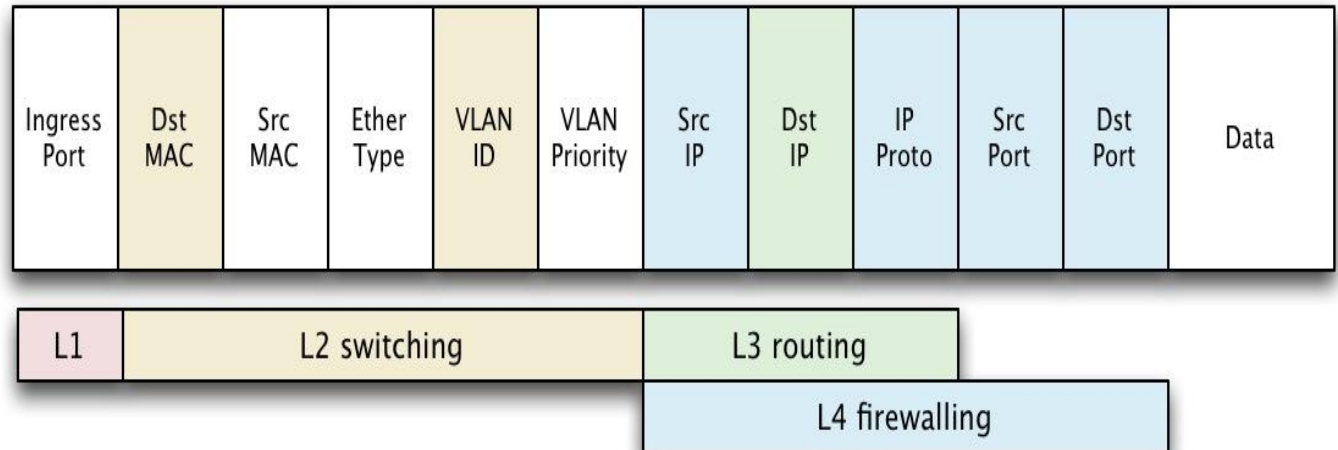 Ingress
Port
Dst
MAC
Src
MAC
Ether
Type
VLAN
ID
VLAN
Priority
Src
IP
Dst
IP
IP
Proto
Src
Port
Dst
Port
Data
L1
L2 switching
L3 routing
L4 firewalling